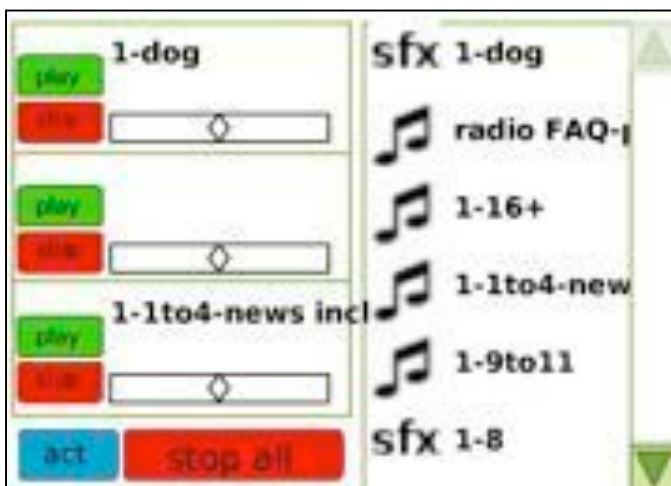 1-dog
play
stop
play
stop
1-1to4-news incl
play
stop
act stop all
sfx 1-dog
radio FAQ-p
1-16+
1-1to4-new
1-9to11
sfx 1-8